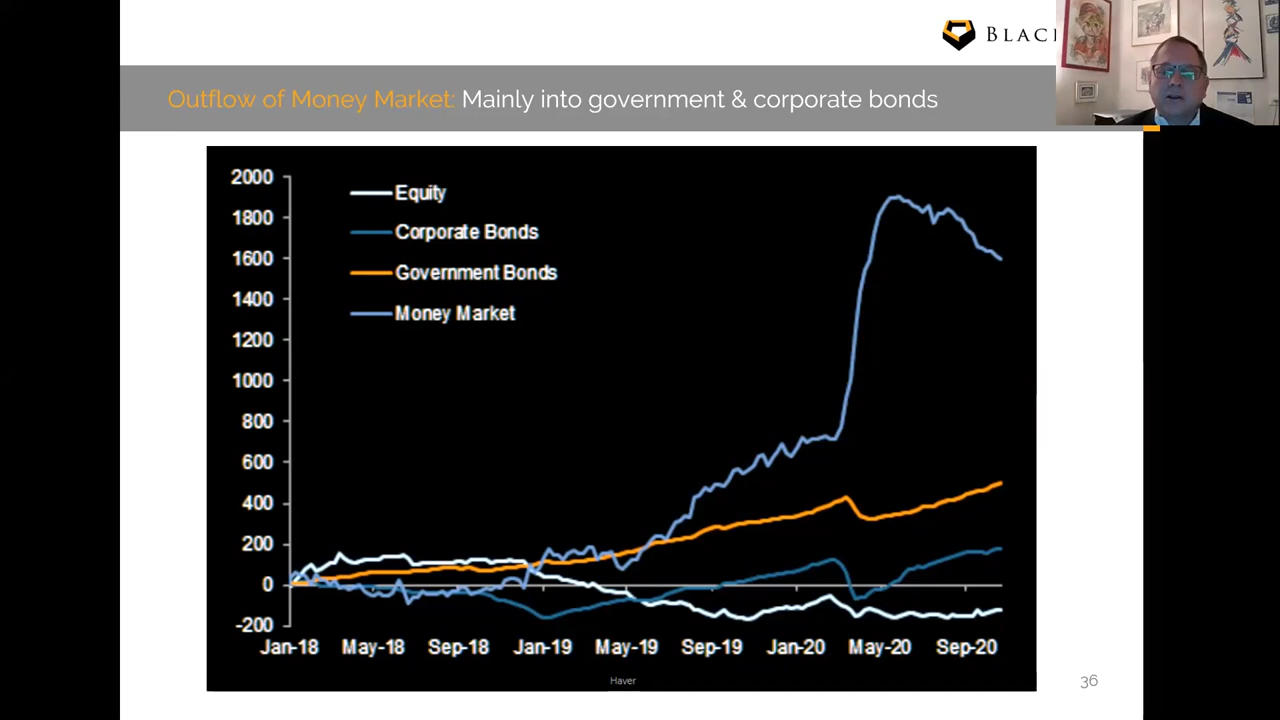 BLAC
Outflow of Money Market: Mainly into government & corporate bonds
2000
1800
1600
1400
1200
1000
800
600
400
200
0
-200
Equity
Corporate Bonds
Government Bonds
Money Market
Jan-18 May-18 Sep-18 Jan-19 May-19 Sep-19 Jan-20 May-20 Sep-20
Haver
36